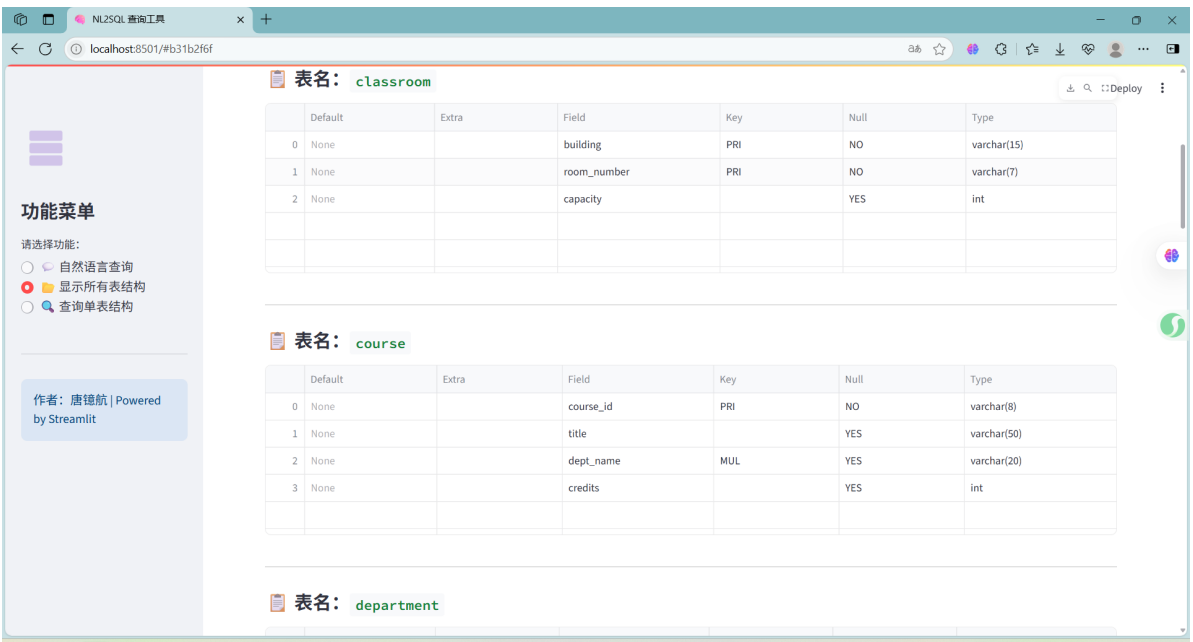 NL2SQL 查询工具
localhost:8501/#b31b2f6f
Deploy
功能菜单
请选择功能：
自然语言查询
显示所有表结构
查询单表结构
作者：唐镜航 | Powered
by Streamlit
表名： classroom
Default Extra Field Key Null Type
0 None building PRI NO varchar(15)
1 None room_number PRI NO varchar(7)
2 None capacity YES int
表名： course
Default Extra Field Key Null Type
0 None course_id PRI NO varchar(8)
1 None title YES varchar(50)
2 None dept_name MUL YES varchar(20)
3 None credits YES int
表名： department